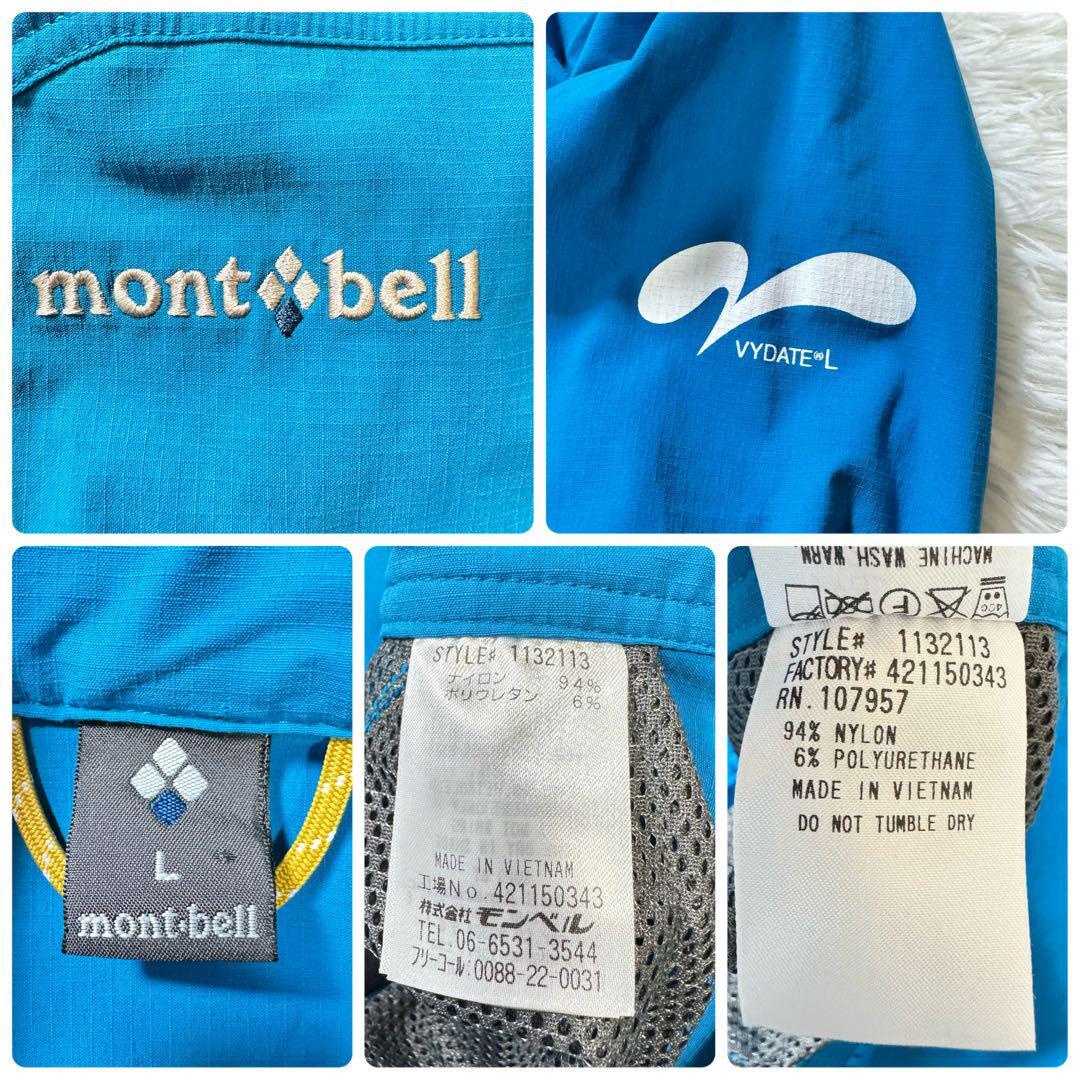 mont bell
VYDATE®L
L
mont·bell
STYLE# 1132113
ナイロン 94%
ポリウレタン 6%
MADE IN VIETNAM
工場No.421150343
株式会社モンベル
TEL.06-6531-3544
フリーコール:0088-22-0031
MACHINE WASH,WARM
STYLE# 1132113
FACTORY# 421150343
RN. 107957
94% NYLON
6% POLYURETHANE
MADE IN VIETNAM
DO NOT TUMBLE DRY